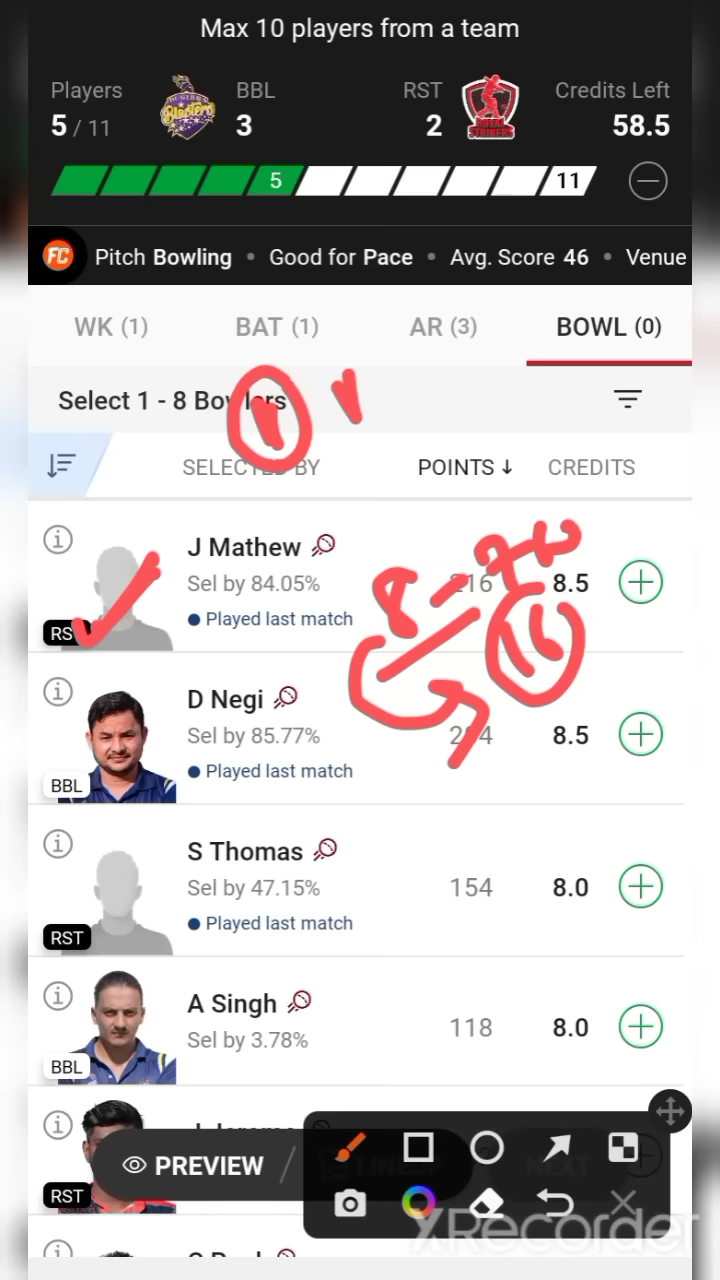 Max 10 players from a team
Players BBL RST Credits Left
5 / 11 3 2 58.5
5 11
FC Pitch Bowling • Good for Pace • Avg. Score 46 • Venue
WK (1) BAT (1) AR (3) BOWL (0)
Select 1 - 8 Bowlers
SELECTED BY POINTS ↓ CREDITS
J Mathew
Sel by 84.05% 216 8.5
Played last match
RST
D Negi
Sel by 85.77% 8.5
Played last match
BBL
S Thomas
Sel by 47.15% 154 8.0
Played last match
RST
A Singh
Sel by 3.78% 118 8.0
BBL
PREVIEW
RST
XRecorder